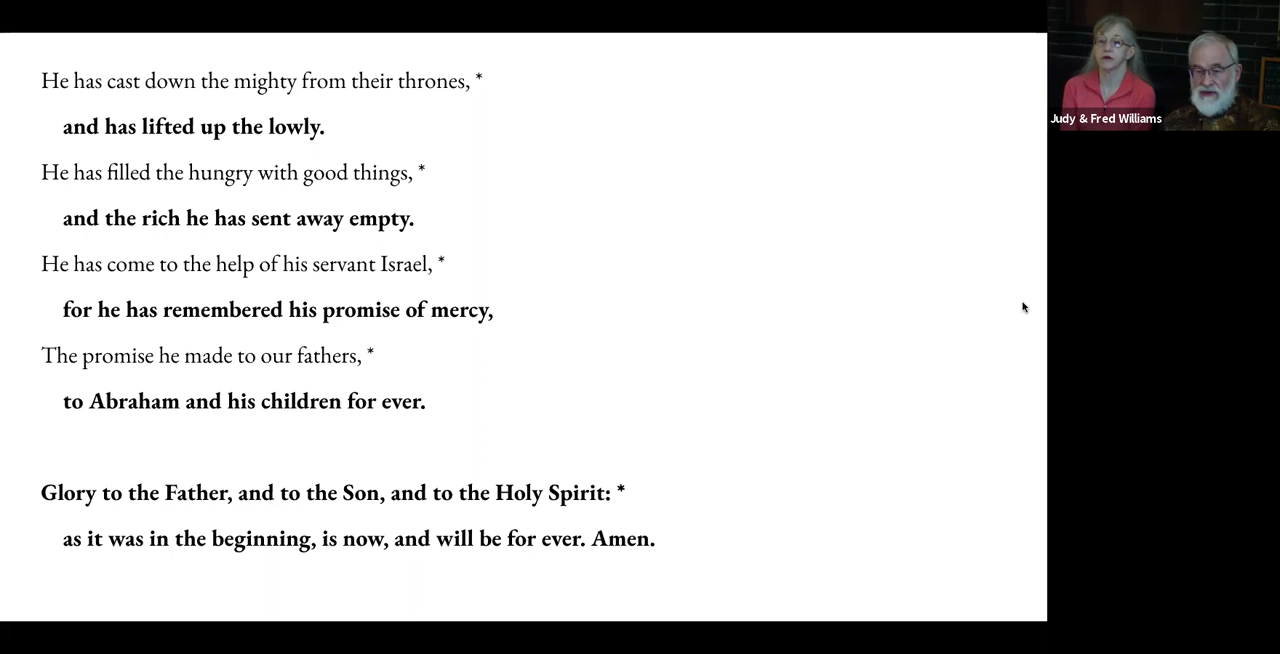 He has cast down the mighty from their thrones, *
and has lifted up the lowly.
He has filled the hungry with good things, *
and the rich he has sent away empty.
He has come to the help of his servant Israel, *
for he has remembered his promise of mercy,
The promise he made to our fathers, *
to Abraham and his children for ever.
Glory to the Father, and to the Son, and to the Holy Spirit: *
as it was in the beginning, is now, and will be for ever. Amen.
Judy & Fred Williams